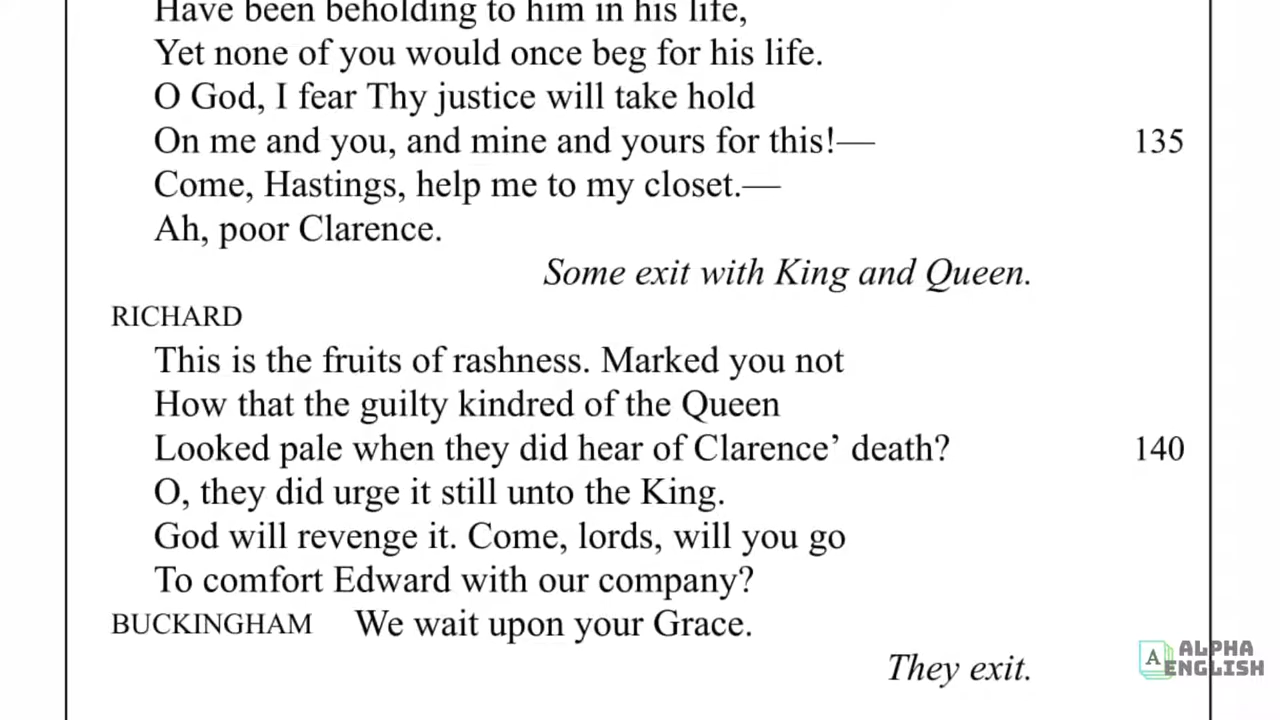 Have been beholding to him in his life,
Yet none of you would once beg for his life.
O God, I fear Thy justice will take hold
On me and you, and mine and yours for this!— 135
Come, Hastings, help me to my closet.—
Ah, poor Clarence.
Some exit with King and Queen.
RICHARD
This is the fruits of rashness. Marked you not
How that the guilty kindred of the Queen
Looked pale when they did hear of Clarence’ death? 140
O, they did urge it still unto the King.
God will revenge it. Come, lords, will you go
To comfort Edward with our company?
BUCKINGHAM We wait upon your Grace.
They exit.
A ALPHA
ENGLISH